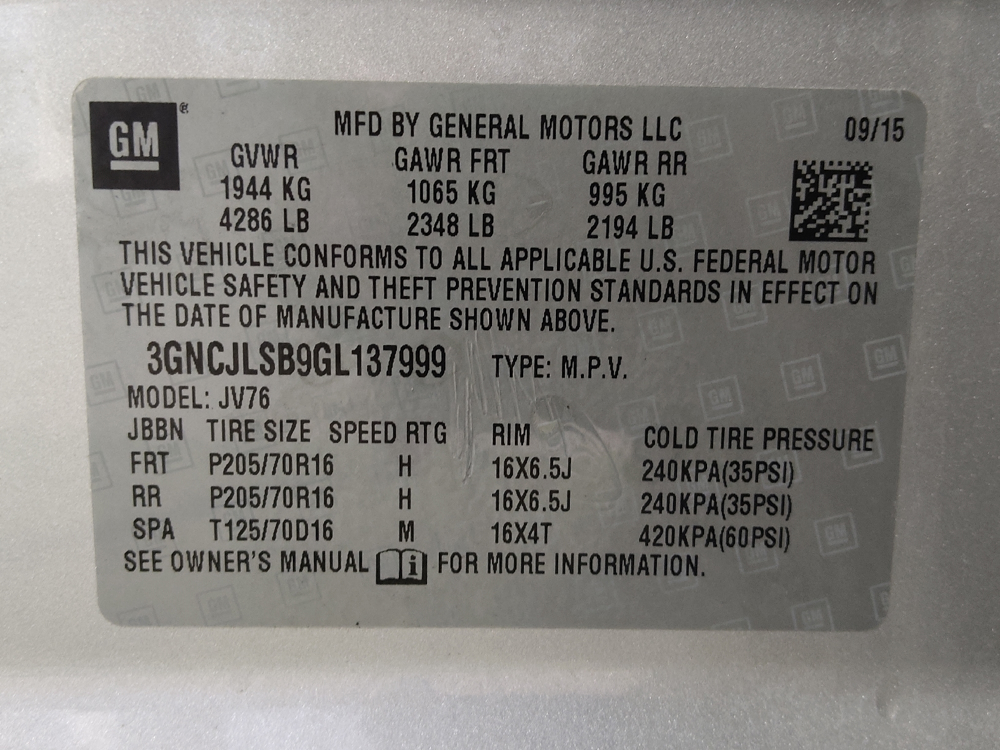 GM ®
MFD BY GENERAL MOTORS LLC 09/15
GVWR GAWR FRT GAWR RR
1944 KG 1065 KG 995 KG
4286 LB 2348 LB 2194 LB
THIS VEHICLE CONFORMS TO ALL APPLICABLE U.S. FEDERAL MOTOR
VEHICLE SAFETY AND THEFT PREVENTION STANDARDS IN EFFECT ON
THE DATE OF MANUFACTURE SHOWN ABOVE.
3GNCJLSB9GL137999 TYPE: M.P.V.
MODEL: JV76
JBBN TIRE SIZE SPEED RTG RIM COLD TIRE PRESSURE
FRT P205/70R16 H 16X6.5J 240KPA(35PSI)
RR P205/70R16 H 16X6.5J 240KPA(35PSI)
SPA T125/70D16 M 16X4T 420KPA(60PSI)
SEE OWNER'S MANUAL i FOR MORE INFORMATION.